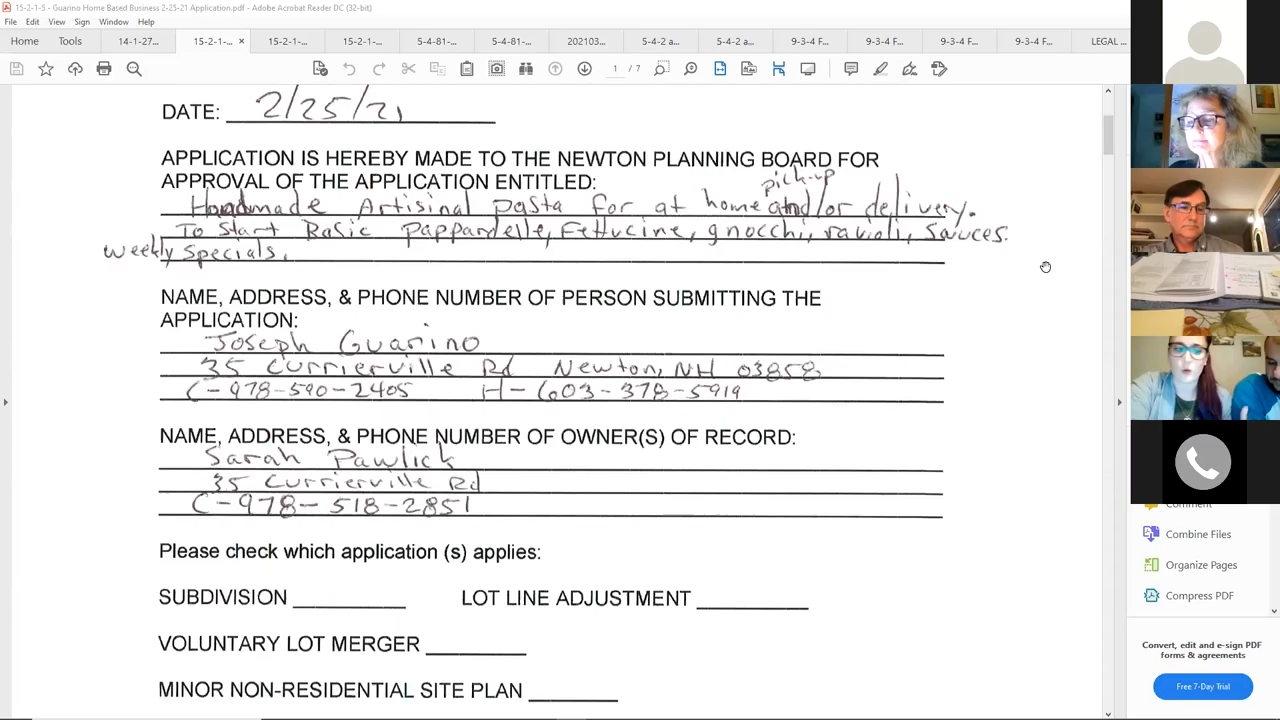 15-2-1-5 - Guarino Home Based Business 2-25-21 Application.pdf - Adobe Acrobat Reader DC (32-bit)
File Edit View Sign Window Help
Home Tools 14-1-27... 15-2-1-... × 15-2-1-... 15-2-1-... 5-4-81-... 5-4-81-... 202103... 5-4-2 a... 5-4-2 a... 9-3-4 F... 9-3-4 F... 9-3-4 F... 9-3-4 F... LEGAL
1 / 7
DATE: 2/25/21
APPLICATION IS HEREBY MADE TO THE NEWTON PLANNING BOARD FOR
APPROVAL OF THE APPLICATION ENTITLED:
pick-up
Handmade Artisinal pasta for at home and/or delivery.
To Start Basic Pappardelle, Fettucine, gnocchi, ravioli, Sauces.
Weekly Specials.
NAME, ADDRESS, & PHONE NUMBER OF PERSON SUBMITTING THE
APPLICATION:
Joseph Guarino
35 Currierville Rd Newton, NH 03858
C-978-590-2405 H-603-378-5919
NAME, ADDRESS, & PHONE NUMBER OF OWNER(S) OF RECORD:
Sarah Pawlick
35 Currierville Rd
C-978-518-2851
Please check which application (s) applies:
SUBDIVISION LOT LINE ADJUSTMENT
VOLUNTARY LOT MERGER
MINOR NON-RESIDENTIAL SITE PLAN
Comment
Combine Files
Organize Pages
Compress PDF
Convert, edit and e-sign PDF
forms & agreements
Free 7-Day Trial